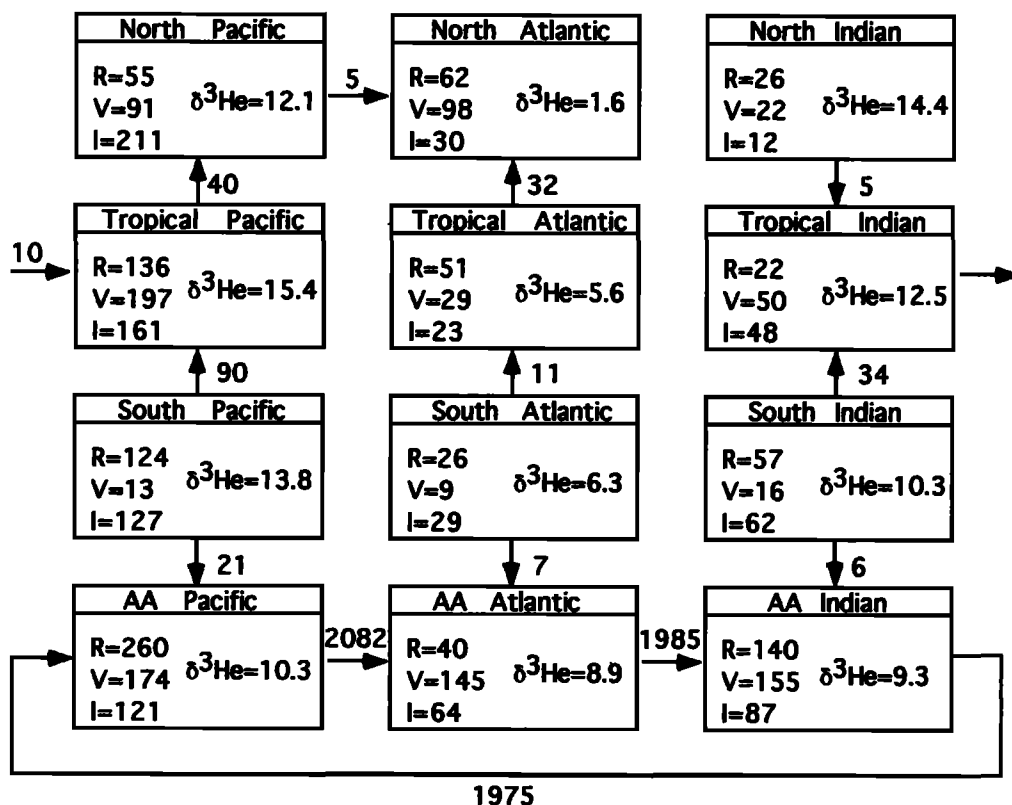 North Pacific
R=55
V=91
I=211
δ³He=12.1
5
North Atlantic
R=62
V=98
I=30
δ³He=1.6
North Indian
R=26
V=22
I=12
δ³He=14.4
40
32
5
10
Tropical Pacific
R=136
V=197
I=161
δ³He=15.4
Tropical Atlantic
R=51
V=29
I=23
δ³He=5.6
Tropical Indian
R=22
V=50
I=48
δ³He=12.5
90
11
34
South Pacific
R=124
V=13
I=127
δ³He=13.8
South Atlantic
R=26
V=9
I=29
δ³He=6.3
South Indian
R=57
V=16
I=62
δ³He=10.3
21
7
6
AA Pacific
R=260
V=174
I=121
δ³He=10.3
2082
AA Atlantic
R=40
V=145
I=64
δ³He=8.9
1985
AA Indian
R=140
V=155
I=87
δ³He=9.3
1975